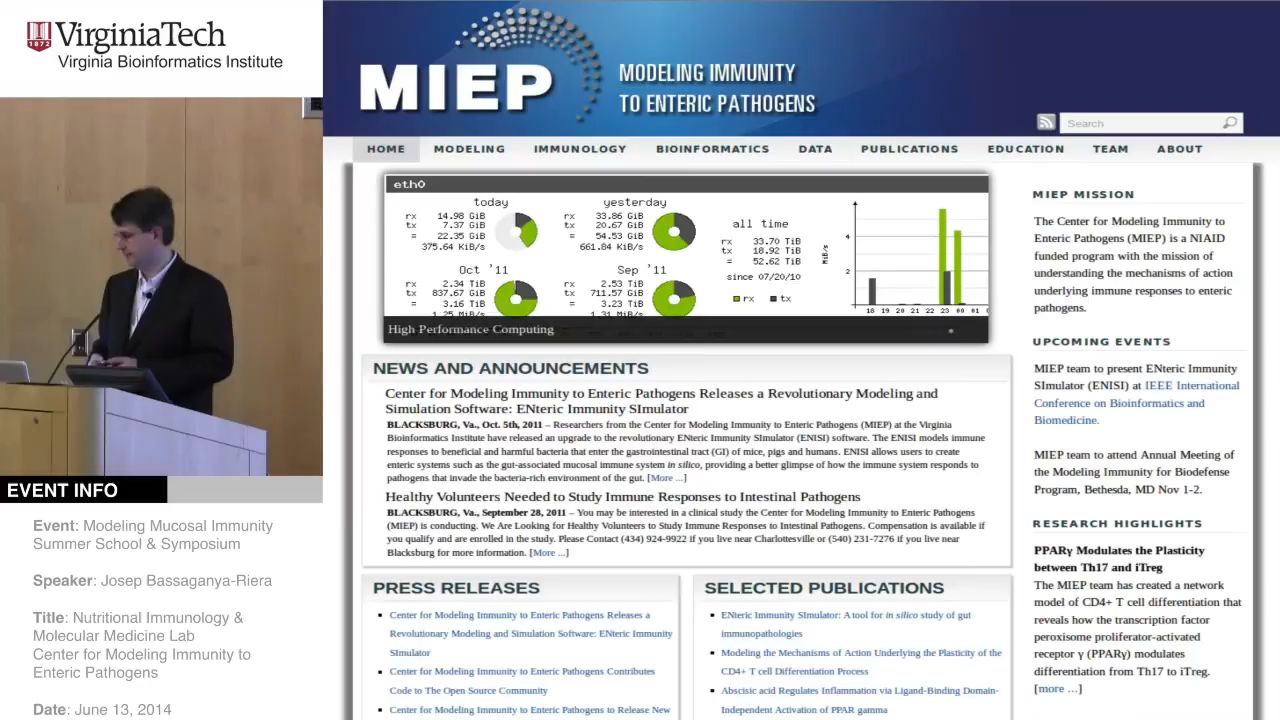 1872 VirginiaTech
Virginia Bioinformatics Institute
EVENT INFO
Event: Modeling Mucosal Immunity
Summer School & Symposium
Speaker: Josep Bassaganya-Riera
Title: Nutritional Immunology &
Molecular Medicine Lab
Center for Modeling Immunity to
Enteric Pathogens
Date: June 13, 2014
MIEP
MODELING IMMUNITY
TO ENTERIC PATHOGENS
Search
HOME MODELING IMMUNOLOGY BIOINFORMATICS DATA PUBLICATIONS EDUCATION TEAM ABOUT
eth0
today
rx 14.98 GiB
tx 7.37 GiB
= 22.35 GiB
375.64 KiB/s
yesterday
rx 33.86 GiB
tx 20.67 GiB
= 54.53 GiB
661.84 KiB/s
Oct '11
rx 2.34 TiB
tx 837.67 GiB
= 3.16 TiB
1.25 MiB/s
Sep '11
rx 2.53 TiB
tx 711.57 GiB
= 3.23 TiB
1.31 MiB/s
all time
rx 33.70 TiB
tx 18.92 TiB
= 52.62 TiB
since 07/20/10
rx tx
MiB/s
4
2
18 19 20 21 22 23 00 01
High Performance Computing
NEWS AND ANNOUNCEMENTS
Center for Modeling Immunity to Enteric Pathogens Releases a Revolutionary Modeling and
Simulation Software: ENteric Immunity SImulator
BLACKSBURG, Va., Oct. 5th, 2011 – Researchers from the Center for Modeling Immunity to Enteric Pathogens (MIEP) at the Virginia
Bioinformatics Institute have released an upgrade to the revolutionary ENteric Immunity SImulator (ENISI) software. The ENISI models immune
responses to beneficial and harmful bacteria that enter the gastrointestinal tract (GI) of mice, pigs and humans. ENISI allows users to create
enteric systems such as the gut-associated mucosal immune system in silico, providing a better glimpse of how the immune system responds to
pathogens that invade the bacteria-rich environment of the gut. [More ...]
Healthy Volunteers Needed to Study Immune Responses to Intestinal Pathogens
BLACKSBURG, Va., September 28, 2011 – You may be interested in a clinical study the Center for Modeling Immunity to Enteric Pathogens
(MIEP) is conducting. We Are Looking for Healthy Volunteers to Study Immune Responses to Intestinal Pathogens. Compensation is available if
you qualify and are enrolled in the study. Please Contact (434) 924-9922 if you live near Charlottesville or (540) 231-7276 if you live near
Blacksburg for more information. [More ...]
PRESS RELEASES
Center for Modeling Immunity to Enteric Pathogens Releases a
Revolutionary Modeling and Simulation Software: ENteric Immunity
SImulator
Center for Modeling Immunity to Enteric Pathogens Contributes
Code to The Open Source Community
Center for Modeling Immunity to Enteric Pathogens to Release New
SELECTED PUBLICATIONS
ENteric Immunity SImulator: A tool for in silico study of gut
immunopathologies
Modeling the Mechanisms of Action Underlying the Plasticity of the
CD4+ T cell Differentiation Process
Abscisic acid Regulates Inflammation via Ligand-Binding Domain-
Independent Activation of PPAR gamma
MIEP MISSION
The Center for Modeling Immunity to
Enteric Pathogens (MIEP) is a NIAID
funded program with the mission of
understanding the mechanisms of action
underlying immune responses to enteric
pathogens.
UPCOMING EVENTS
MIEP team to present ENteric Immunity
SImulator (ENISI) at IEEE International
Conference on Bioinformatics and
Biomedicine.
MIEP team to attend Annual Meeting of
the Modeling Immunity for Biodefense
Program, Bethesda, MD Nov 1-2.
RESEARCH HIGHLIGHTS
PPARγ Modulates the Plasticity
between Th17 and iTreg
The MIEP team has created a network
model of CD4+ T cell differentiation that
reveals how the transcription factor
peroxisome proliferator-activated
receptor γ (PPARγ) modulates
differentiation from Th17 to iTreg.
[more ...]